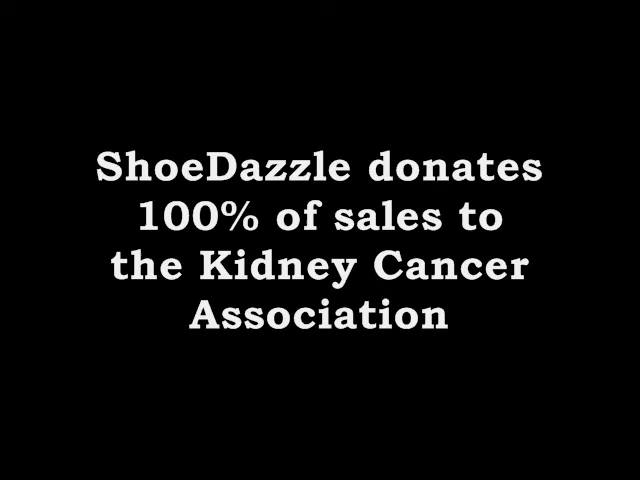 ShoeDazzle donates
100% of sales to
the Kidney Cancer
Association